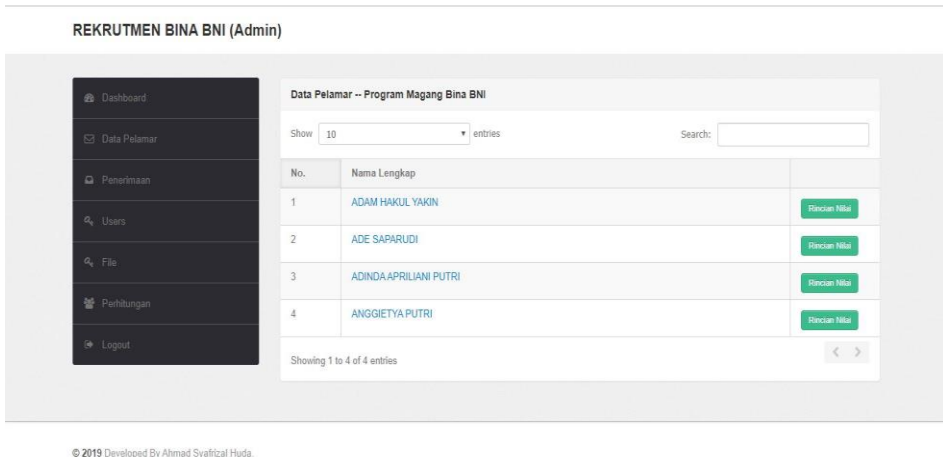 REKRUTMEN BINA BNI (Admin)
Dashboard
Data Pelamar
Penerimaan
Users
File
Perhitungan
Logout
Data Pelamar -- Program Magang Bina BNI
Show 10 entries
Search:
No. Nama Lengkap
1 ADAM HAKUL YAKIN Rincian Nilai
2 ADE SAPARUDI Rincian Nilai
3 ADINDA APRILIANI PUTRI Rincian Nilai
4 ANGGIETYA PUTRI Rincian Nilai
Showing 1 to 4 of 4 entries
© 2019 Developed By Ahmad Syafrizal Huda.